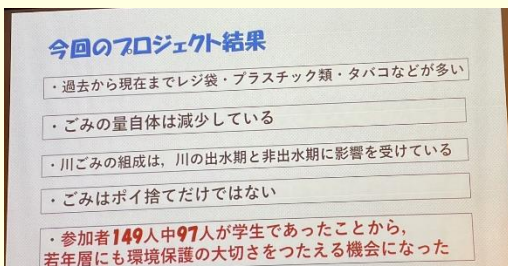 今回のプロジェクト結果
・過去から現在までレジ袋・プラスチック類・タバコなどが多い
・ごみの量自体は減少している
・川ごみの組成は，川の出水期と非出水期に影響を受けている
・ごみはポイ捨てだけではない
・参加者149人中97人が学生であったことから，
若年層にも環境保護の大切さをつたえる機会になった